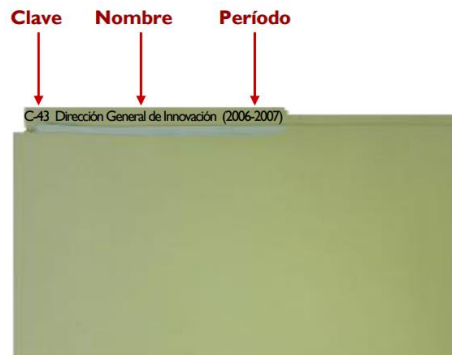 Clave Nombre Período
C-43 Dirección General de Innovación (2006-2007)